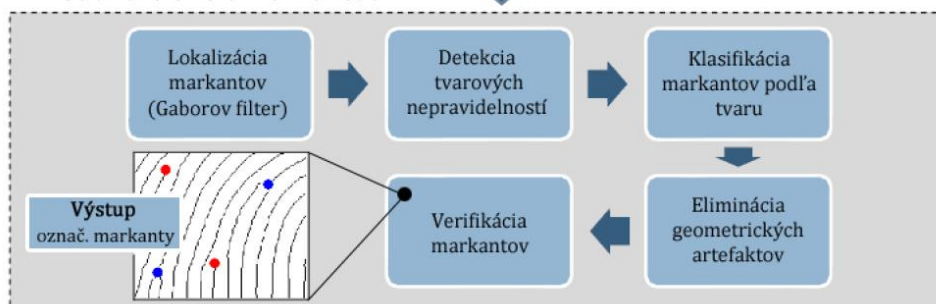 Lokalizácia
markantov
(Gaborov filter)
Detekcia
tvarových
nepravidelností
Klasifikácia
markantov podľa
tvaru
Eliminácia
geometrických
artefaktov
Verifikácia
markantov
Výstup
označ. markanty